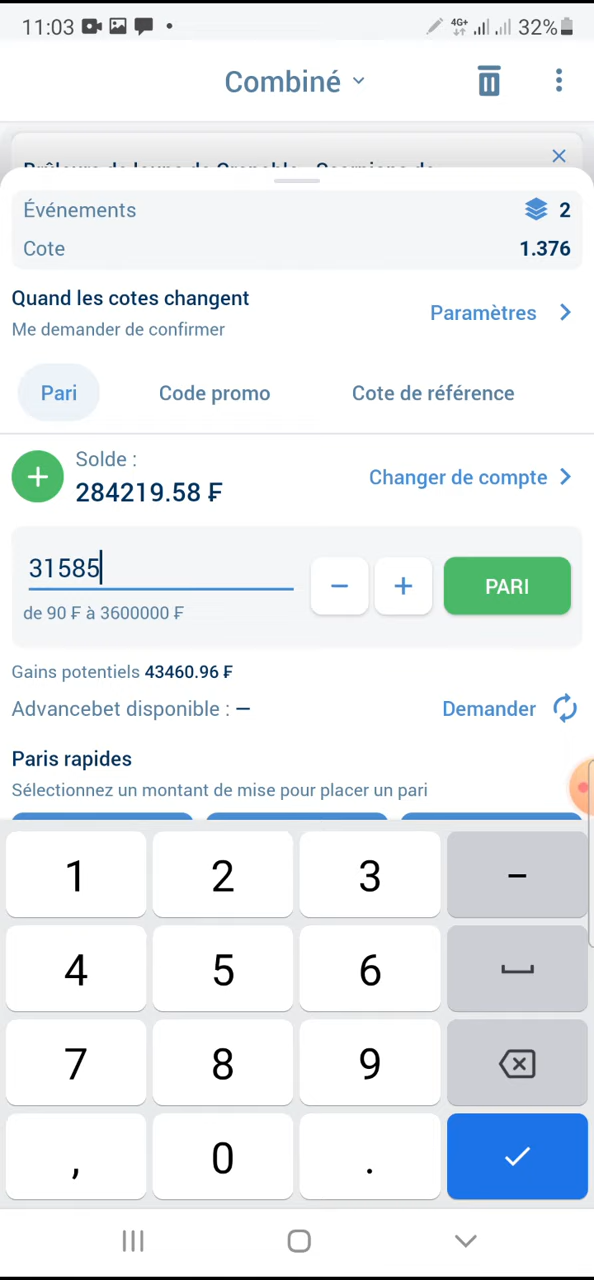 11:03 4G+ 32%
Combiné
Événements 2
Cote 1.376
Quand les cotes changent
Me demander de confirmer
Paramètres
Pari Code promo Cote de référence
Solde :
284219.58 ₣
Changer de compte
31585
de 90 ₣ à 3600000 ₣
PARI
Gains potentiels 43460.96 ₣
Advancebet disponible : —
Demander
Paris rapides
Sélectionnez un montant de mise pour placer un pari
1 2 3 –
4 5 6
7 8 9
, 0 .